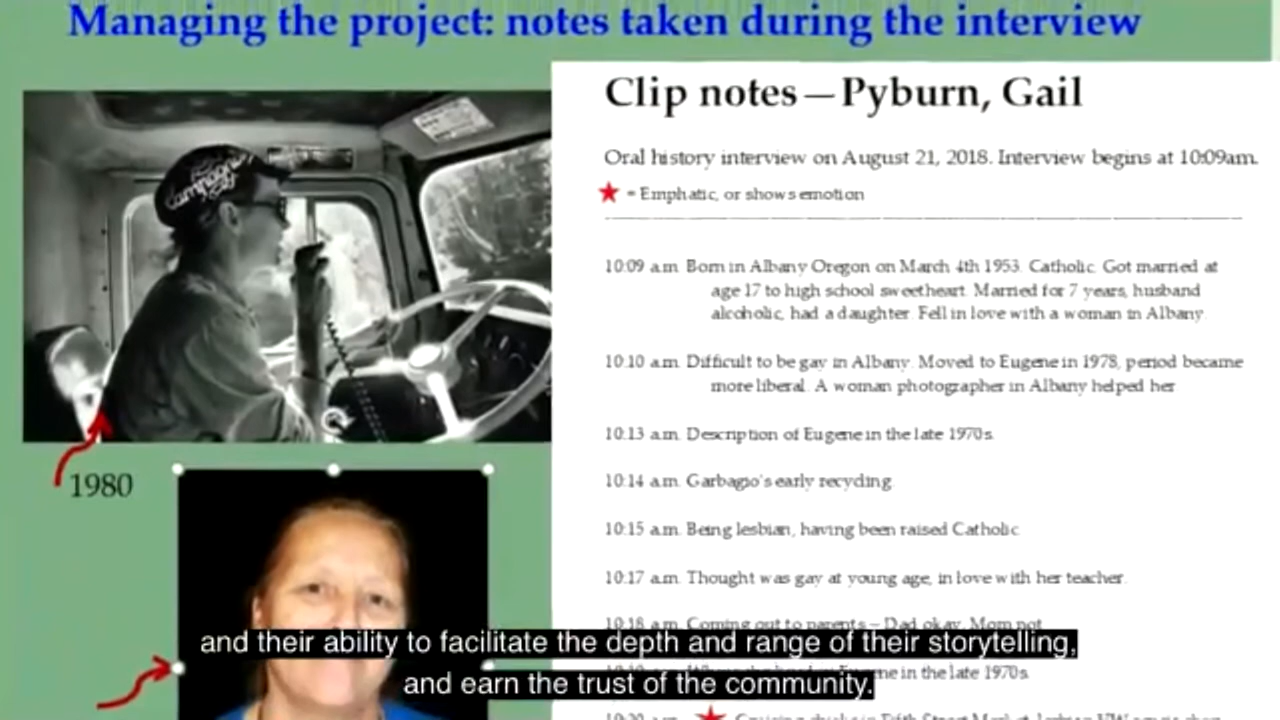 Managing the project: notes taken during the interview
Clip notes—Pyburn, Gail
Oral history interview on August 21, 2018. Interview begins at 10:09am.
= Emphatic, or shows emotion
10:09 a.m. Born in Albany Oregon on March 4th 1953. Catholic. Got married at
age 17 to high school sweetheart. Married for 7 years, husband
alcoholic, had a daughter. Fell in love with a woman in Albany.
10:10 a.m. Difficult to be gay in Albany. Moved to Eugene in 1978, period became
more liberal. A woman photographer in Albany helped her
10:13 a.m. Description of Eugene in the late 1970s.
10:14 a.m. Garbagio's early recycling.
10:15 a.m. Being lesbian, having been raised Catholic
10:17 a.m. Thought was gay at young age, in love with her teacher.
10:18 a.m. Coming out to parents – Dad okay, Mom not
in the late 1970s.
1980
and their ability to facilitate the depth and range of their storytelling,
and earn the trust of the community.